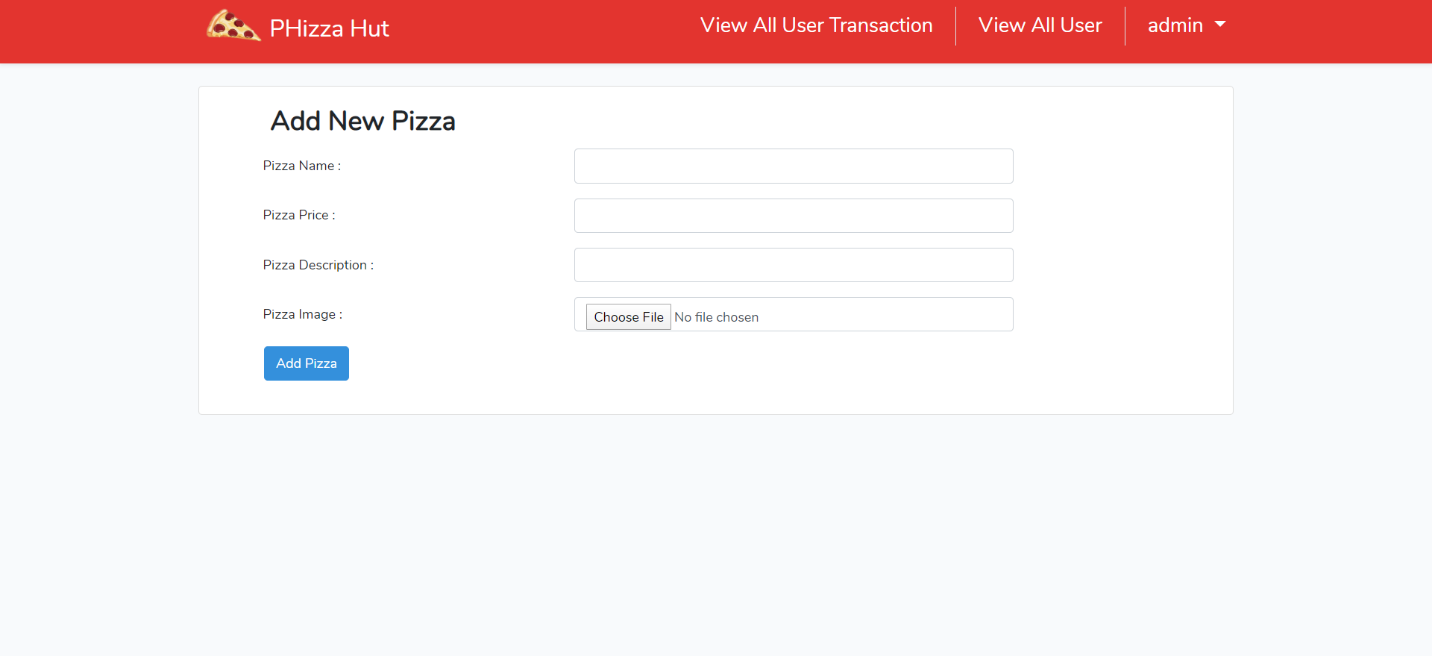 PHizza Hut
View All User Transaction
View All User
admin
Add New Pizza
Pizza Name :
Pizza Price :
Pizza Description :
Pizza Image :
Choose File No file chosen
Add Pizza